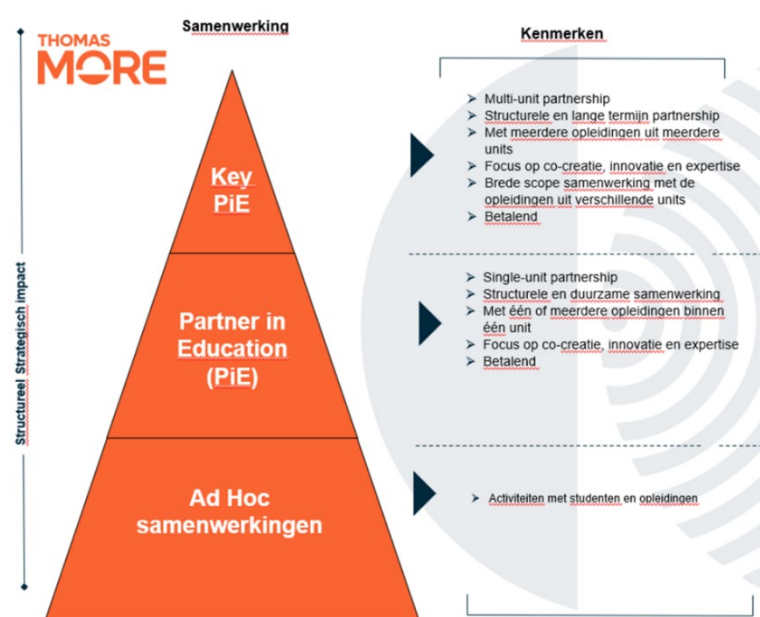 THOMAS
MORE
Samenwerking
Kenmerken
Structureel Strategisch impact
Key
PiE
➤ Multi-unit partnership
➤ Structurele en lange termijn partnership
➤ Met meerdere opleidingen uit meerdere
units
➤ Focus op co-creatie, innovatie en expertise
➤ Brede scope samenwerking met de
opleidingen uit verschillende units
➤ Betalend
Partner in
Education
(PiE)
➤ Single-unit partnership
➤ Structurele en duurzame samenwerking
➤ Met één of meerdere opleidingen binnen
één unit
➤ Focus op co-creatie, innovatie en expertise
➤ Betalend
Ad Hoc
samenwerkingen
➤ Activiteiten met studenten en opleidingen